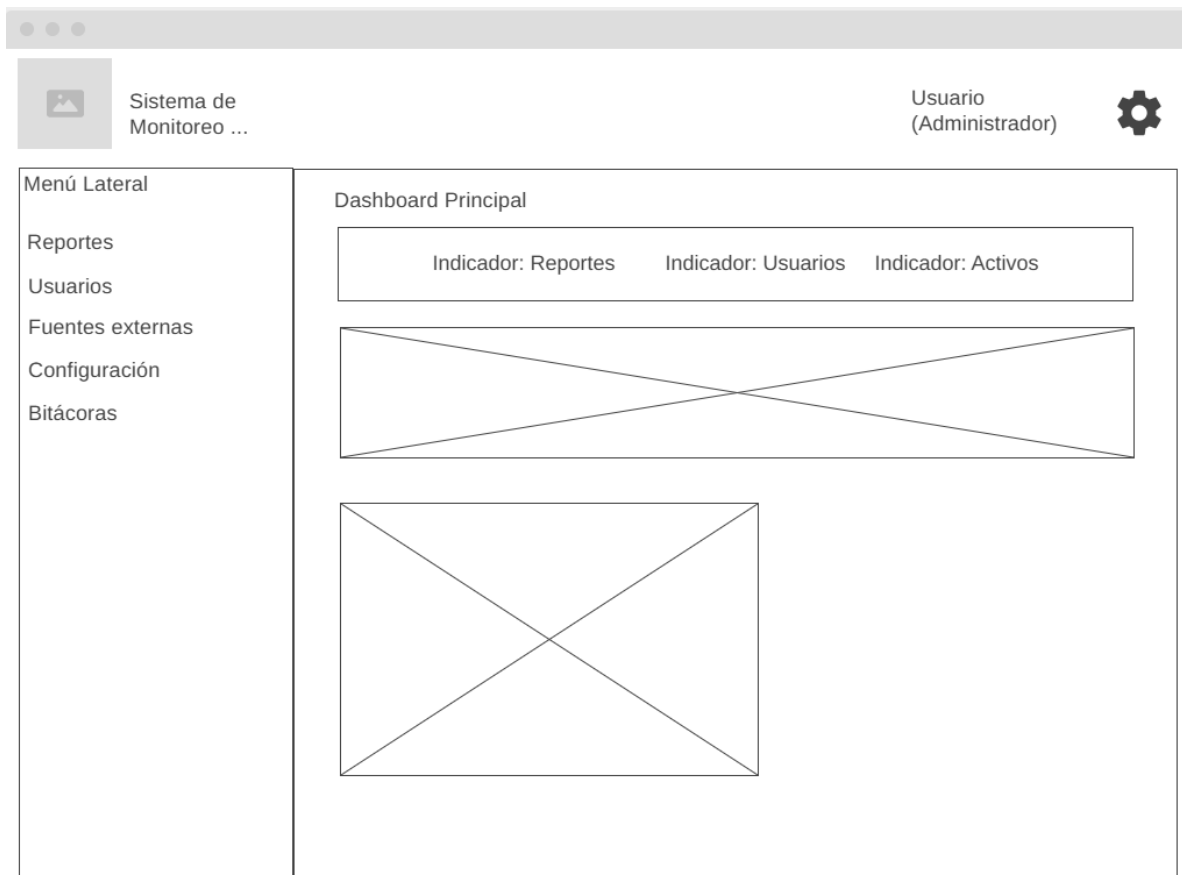 Sistema de
Monitoreo ...
Usuario
(Administrador)
Menú Lateral
Reportes
Usuarios
Fuentes externas
Configuración
Bitácoras
Dashboard Principal
Indicador: Reportes Indicador: Usuarios Indicador: Activos